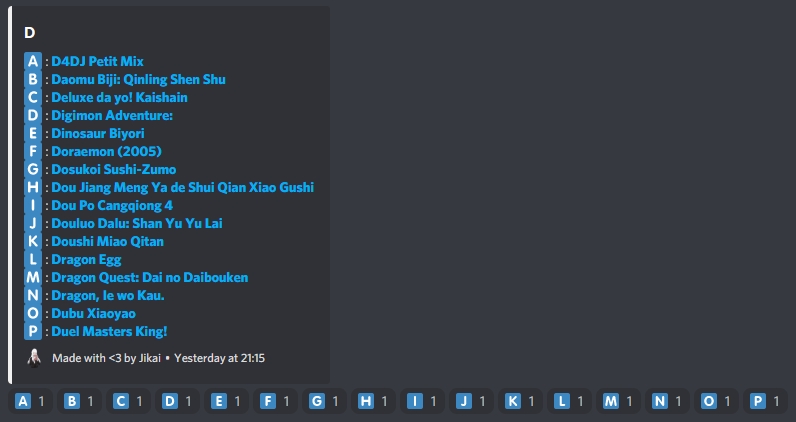 D
A : D4DJ Petit Mix
B : Daomu Biji: Qinling Shen Shu
C : Deluxe da yo! Kaishain
D : Digimon Adventure:
E : Dinosaur Biyori
F : Doraemon (2005)
G : Dosukoi Sushi-Zumo
H : Dou Jiang Meng Ya de Shui Qian Xiao Gushi
I : Dou Po Cangqiong 4
J : Douluo Dalu: Shan Yu Yu Lai
K : Doushi Miao Qitan
L : Dragon Egg
M : Dragon Quest: Dai no Daibouken
N : Dragon, Ie wo Kau.
O : Dubu Xiaoyao
P : Duel Masters King!
Made with <3 by Jikai • Yesterday at 21:15
A 1 B 1 C 1 D 1 E 1 F 1 G 1 H 1 I 1 J 1 K 1 L 1 M 1 N 1 O 1 P 1